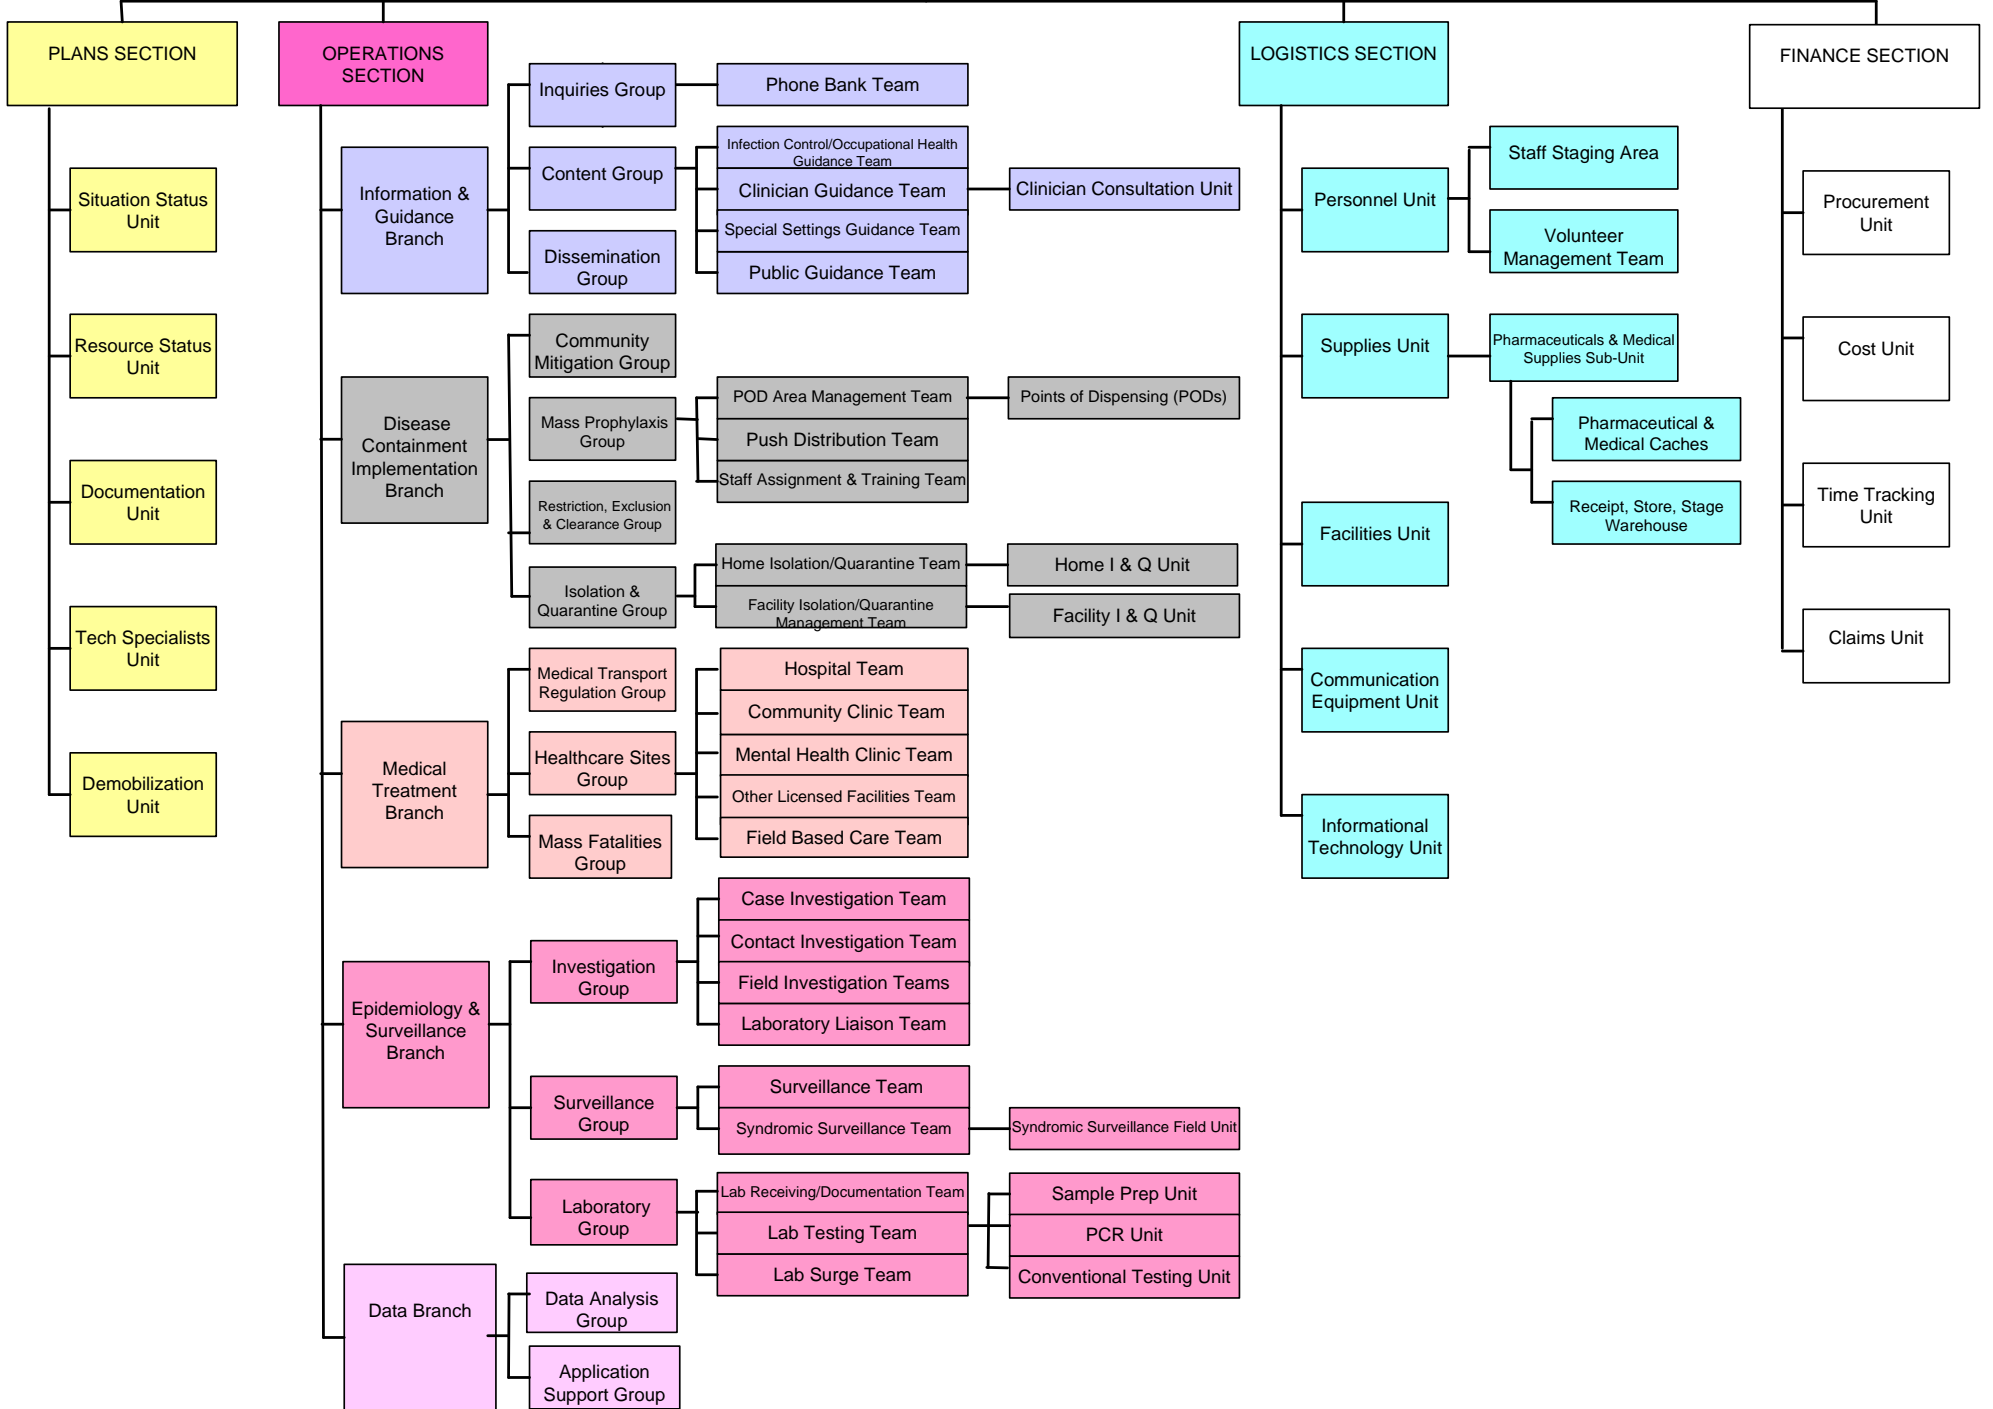 PLANS SECTION
Situation Status
Unit
Resource Status
Unit
Documentation
Unit
Tech Specialists
Unit
Demobilization
Unit
OPERATIONS
SECTION
Information &
Guidance
Branch
Inquiries Group
Phone Bank Team
Content Group
Infection Control/Occupational Health
Guidance Team
Clinician Guidance Team
Clinician Consultation Unit
Special Settings Guidance Team
Public Guidance Team
Dissemination
Group
Disease
Containment
Implementation
Branch
Community
Mitigation Group
Mass Prophylaxis
Group
POD Area Management Team
Points of Dispensing (PODs)
Push Distribution Team
Staff Assignment & Training Team
Restriction, Exclusion
& Clearance Group
Isolation &
Quarantine Group
Home Isolation/Quarantine Team
Home I & Q Unit
Facility Isolation/Quarantine
Management Team
Facility I & Q Unit
Medical
Treatment
Branch
Medical Transport
Regulation Group
Healthcare Sites
Group
Hospital Team
Community Clinic Team
Mental Health Clinic Team
Other Licensed Facilities Team
Field Based Care Team
Mass Fatalities
Group
Epidemiology &
Surveillance
Branch
Investigation
Group
Case Investigation Team
Contact Investigation Team
Field Investigation Teams
Laboratory Liaison Team
Surveillance
Group
Surveillance Team
Syndromic Surveillance Team
Syndromic Surveillance Field Unit
Laboratory
Group
Lab Receiving/Documentation Team
Lab Testing Team
Lab Surge Team
Sample Prep Unit
PCR Unit
Conventional Testing Unit
Data Branch
Data Analysis
Group
Application
Support Group
LOGISTICS SECTION
Personnel Unit
Staff Staging Area
Volunteer
Management Team
Supplies Unit
Pharmaceuticals & Medical
Supplies Sub-Unit
Pharmaceutical &
Medical Caches
Receipt, Store, Stage
Warehouse
Facilities Unit
Communication
Equipment Unit
Informational
Technology Unit
FINANCE SECTION
Procurement
Unit
Cost Unit
Time Tracking
Unit
Claims Unit